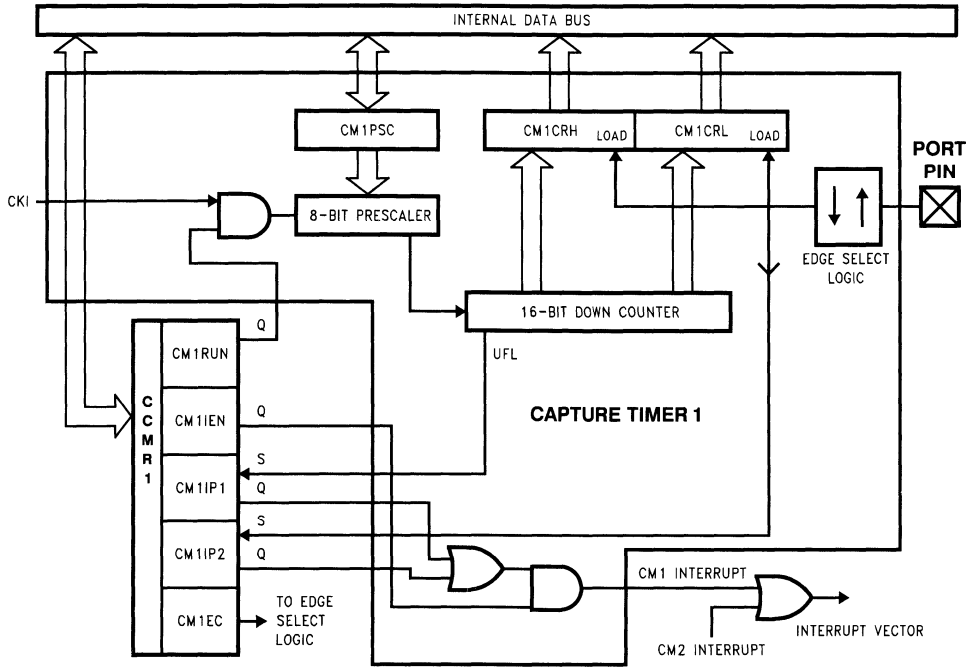 INTERNAL DATA BUS
CM1PSC
CM1CRH
LOAD
CM1CRL
LOAD
PORT
PIN
CKI
8-BIT PRESCALER
EDGE SELECT
LOGIC
16-BIT DOWN COUNTER
UFL
CAPTURE TIMER 1
CCMR1
CM1RUN
Q
CM1IEN
Q
S
CM1IP1
Q
S
CM1IP2
Q
CM1EC
TO EDGE
SELECT
LOGIC
CM1 INTERRUPT
CM2 INTERRUPT
INTERRUPT VECTOR